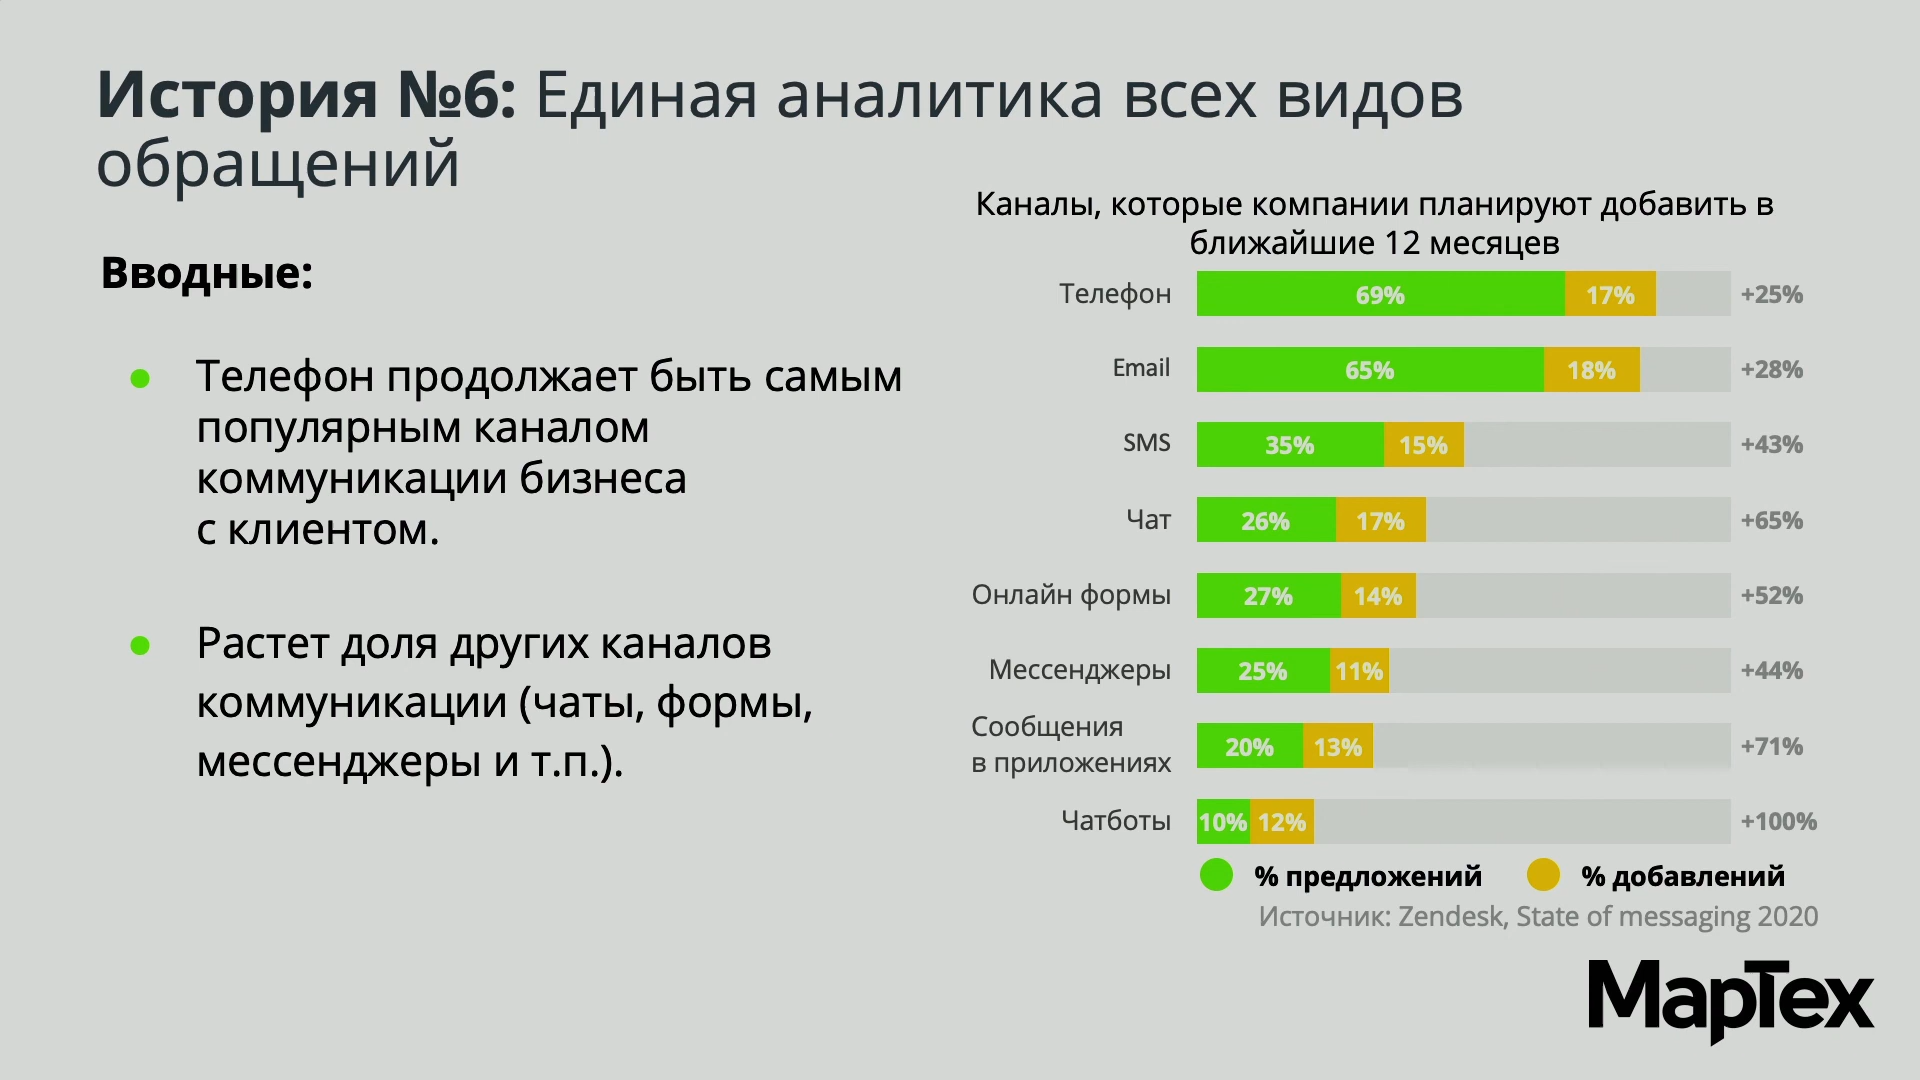 История №6: Единая аналитика всех видов
обращений
Вводные:
Телефон продолжает быть самым
популярным каналом
коммуникации бизнеса
с клиентом.
Растет доля других каналов
коммуникации (чаты, формы,
мессенджеры и т.п.).
Каналы, которые компании планируют добавить в
ближайшие 12 месяцев
Телефон 69% 17% +25%
Email 65% 18% +28%
SMS 35% 15% +43%
Чат 26% 17% +65%
Онлайн формы 27% 14% +52%
Мессенджеры 25% 11% +44%
Сообщения
в приложениях 20% 13% +71%
Чатботы 10% 12% +100%
% предложений % добавлений
Источник: Zendesk, State of messaging 2020
МарТех